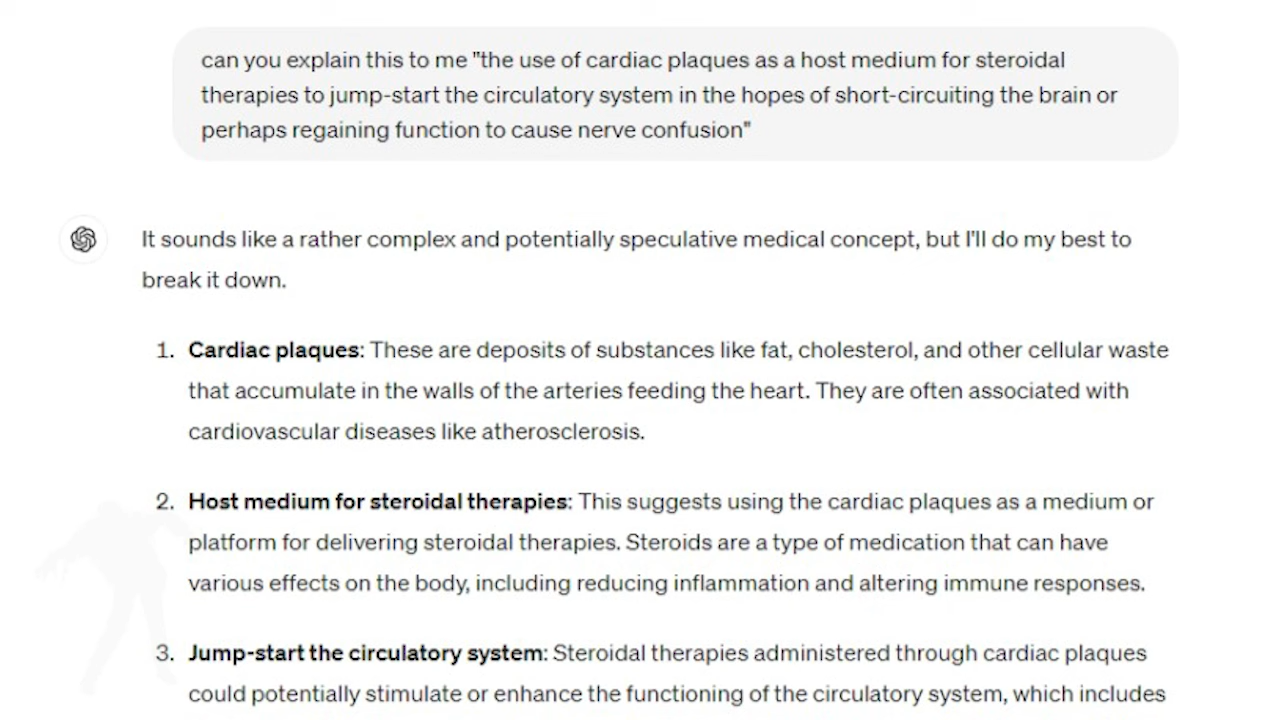 can you explain this to me "the use of cardiac plaques as a host medium for steroidal
therapies to jump-start the circulatory system in the hopes of short-circuiting the brain or
perhaps regaining function to cause nerve confusion"
It sounds like a rather complex and potentially speculative medical concept, but I'll do my best to
break it down.
1. Cardiac plaques: These are deposits of substances like fat, cholesterol, and other cellular waste
that accumulate in the walls of the arteries feeding the heart. They are often associated with
cardiovascular diseases like atherosclerosis.
2. Host medium for steroidal therapies: This suggests using the cardiac plaques as a medium or
platform for delivering steroidal therapies. Steroids are a type of medication that can have
various effects on the body, including reducing inflammation and altering immune responses.
3. Jump-start the circulatory system: Steroidal therapies administered through cardiac plaques
could potentially stimulate or enhance the functioning of the circulatory system, which includes